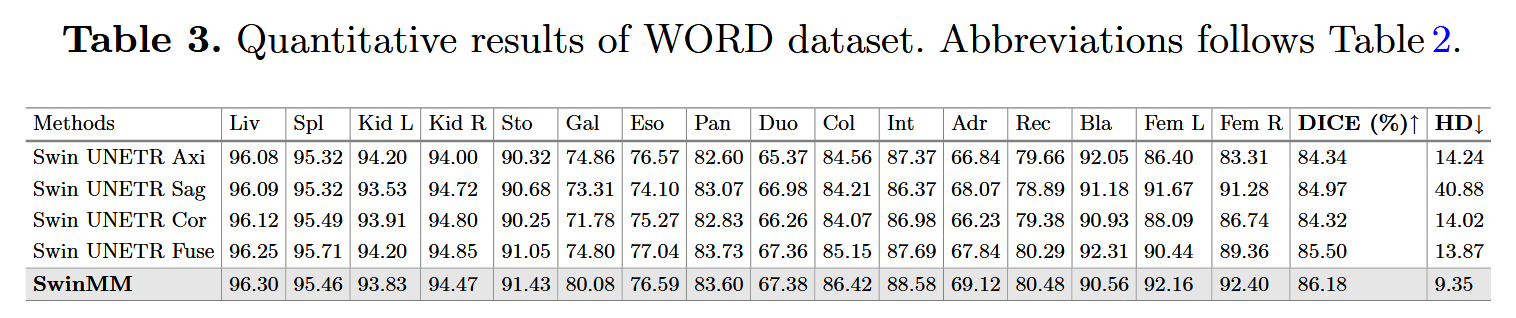 Table 3. Quantitative results of WORD dataset. Abbreviations follows Table 2.
Methods Liv Spl Kid L Kid R Sto Gal Eso Pan Duo Col Int Adr Rec Bla Fem L Fem R DICE (%)↑ HD↓
Swin UNETR Axi 96.08 95.32 94.20 94.00 90.32 74.86 76.57 82.60 65.37 84.56 87.37 66.84 79.66 92.05 86.40 83.31 84.34 14.24
Swin UNETR Sag 96.09 95.32 93.53 94.72 90.68 73.31 74.10 83.07 66.98 84.21 86.37 68.07 78.89 91.18 91.67 91.28 84.97 40.88
Swin UNETR Cor 96.12 95.49 93.91 94.80 90.25 71.78 75.27 82.83 66.26 84.07 86.98 66.23 79.38 90.93 88.09 86.74 84.32 14.02
Swin UNETR Fuse 96.25 95.71 94.20 94.85 91.05 74.80 77.04 83.73 67.36 85.15 87.69 67.84 80.29 92.31 90.44 89.36 85.50 13.87
SwinMM 96.30 95.46 93.83 94.47 91.43 80.08 76.59 83.60 67.38 86.42 88.58 69.12 80.48 90.56 92.16 92.40 86.18 9.35